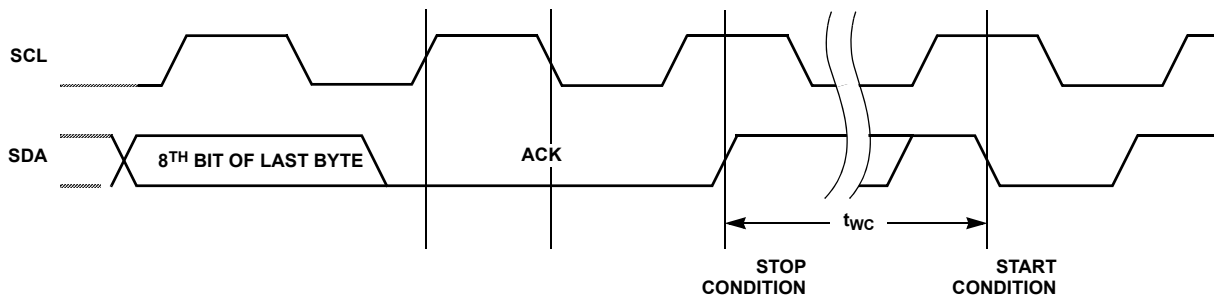 SCL
SDA
8TH BIT OF LAST BYTE
ACK
tWC
STOP
CONDITION
START
CONDITION